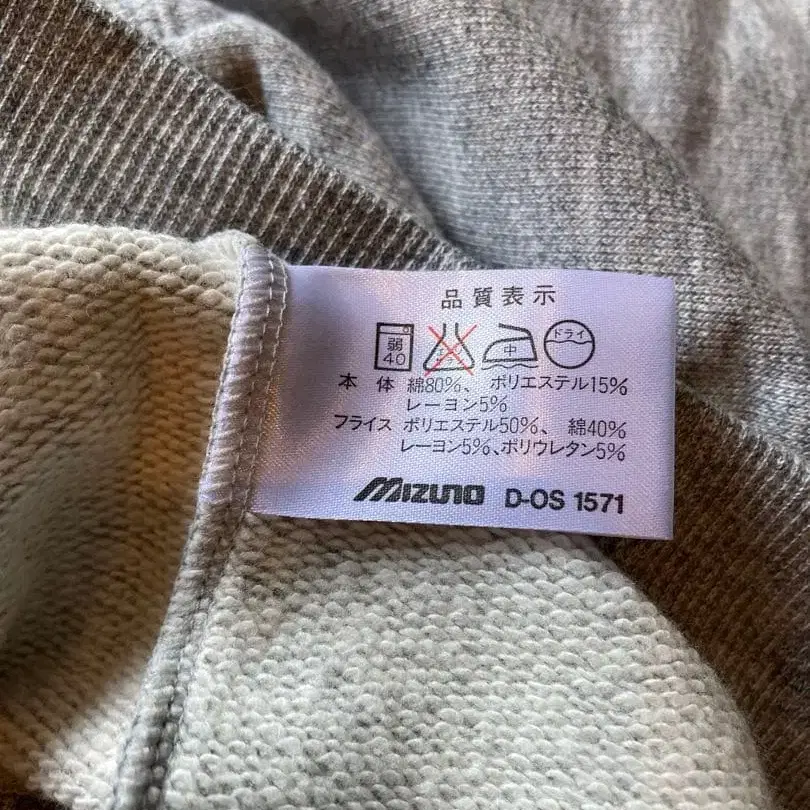 品質表示
弱 中 ドライ
40
本体 綿80%、ポリエステル15%
レーヨン5%
フライス ポリエステル50%、綿40%
レーヨン5%、ポリウレタン5%
MIZUNO D-OS 1571